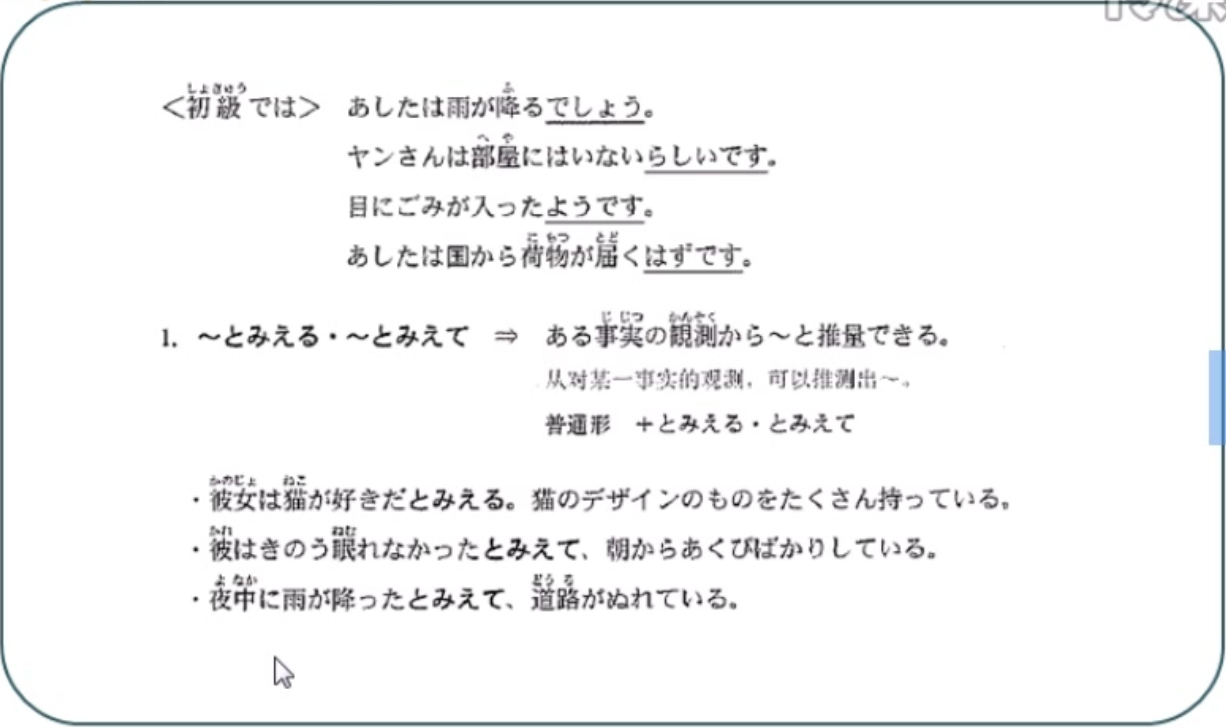 <初級では> あしたは雨が降るでしょう。
ヤンさんは部屋にはいないらしいです。
目にごみが入ったようです。
あしたは国から荷物が届くはずです。
1. ～とみえる・～とみえて ⇒ ある事実の観測から～と推量できる。
从对某一事实的观测，可以推测出～。
普通形 ＋とみえる・とみえて
・彼女は猫が好きだとみえる。猫のデザインのものをたくさん持っている。
・彼はきのう眠れなかったとみえて、朝からあくびばかりしている。
・夜中に雨が降ったとみえて、道路がぬれている。